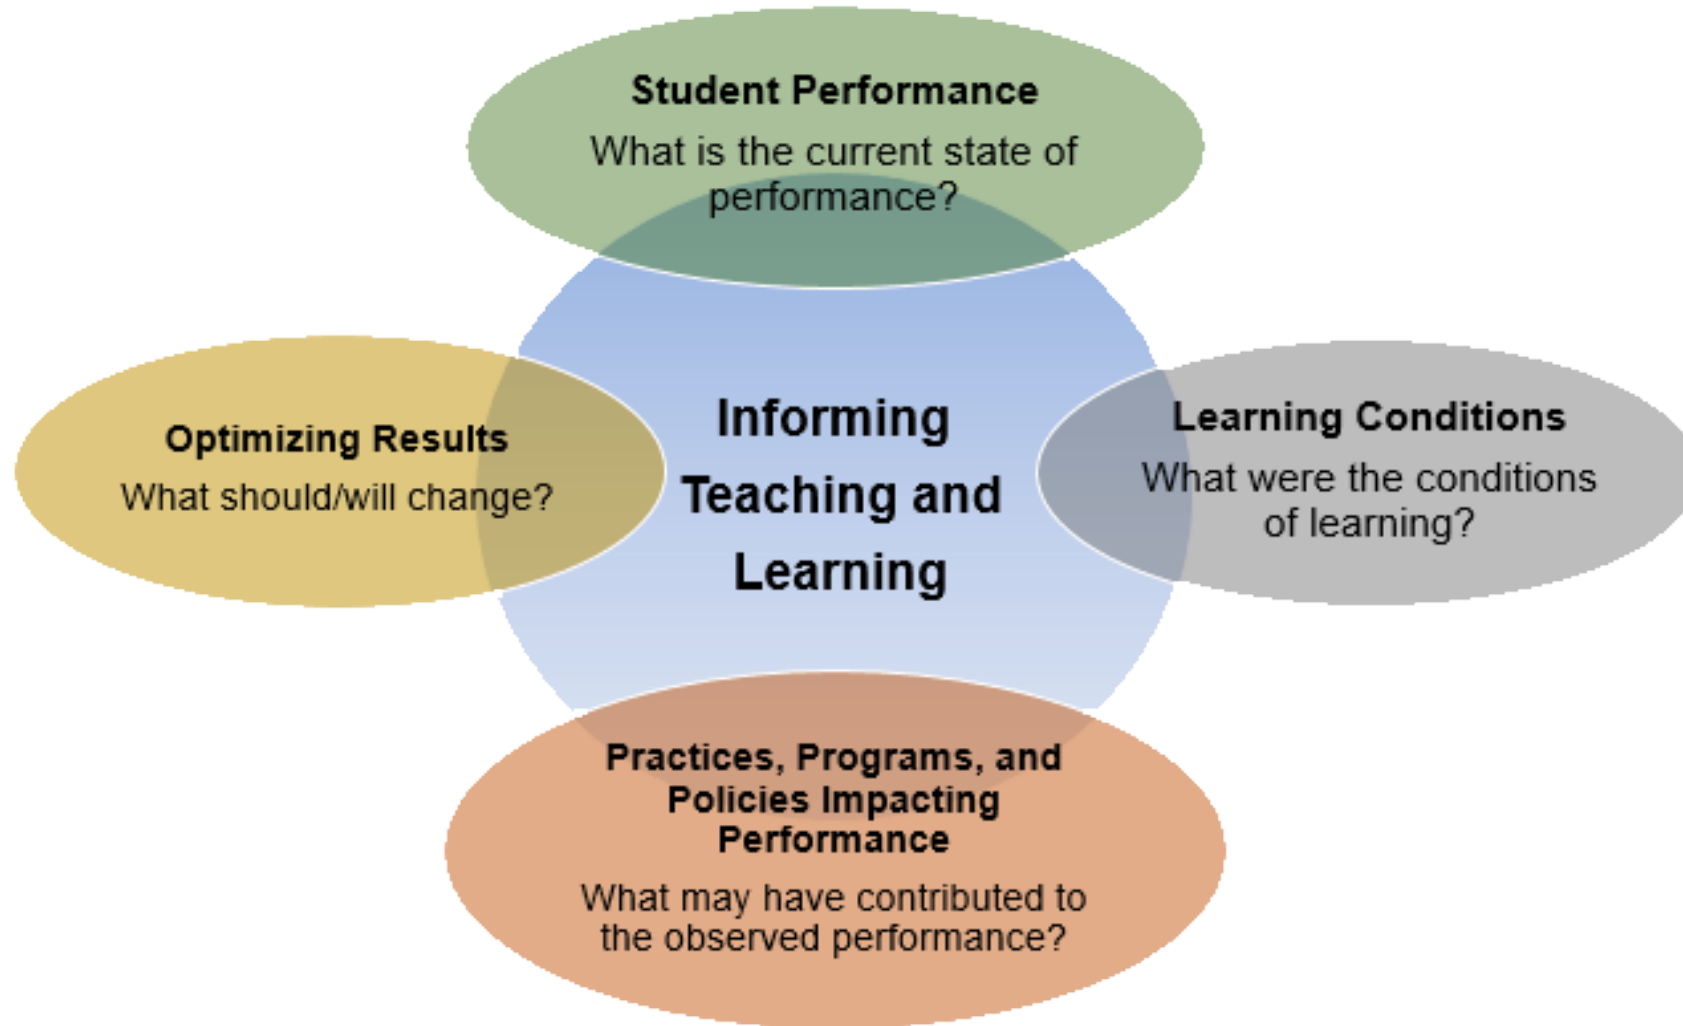 Student Performance
What is the current state of
performance?
Optimizing Results
What should/will change?
Informing
Teaching and
Learning
Learning Conditions
What were the conditions
of learning?
Practices, Programs, and
Policies Impacting
Performance
What may have contributed to
the observed performance?